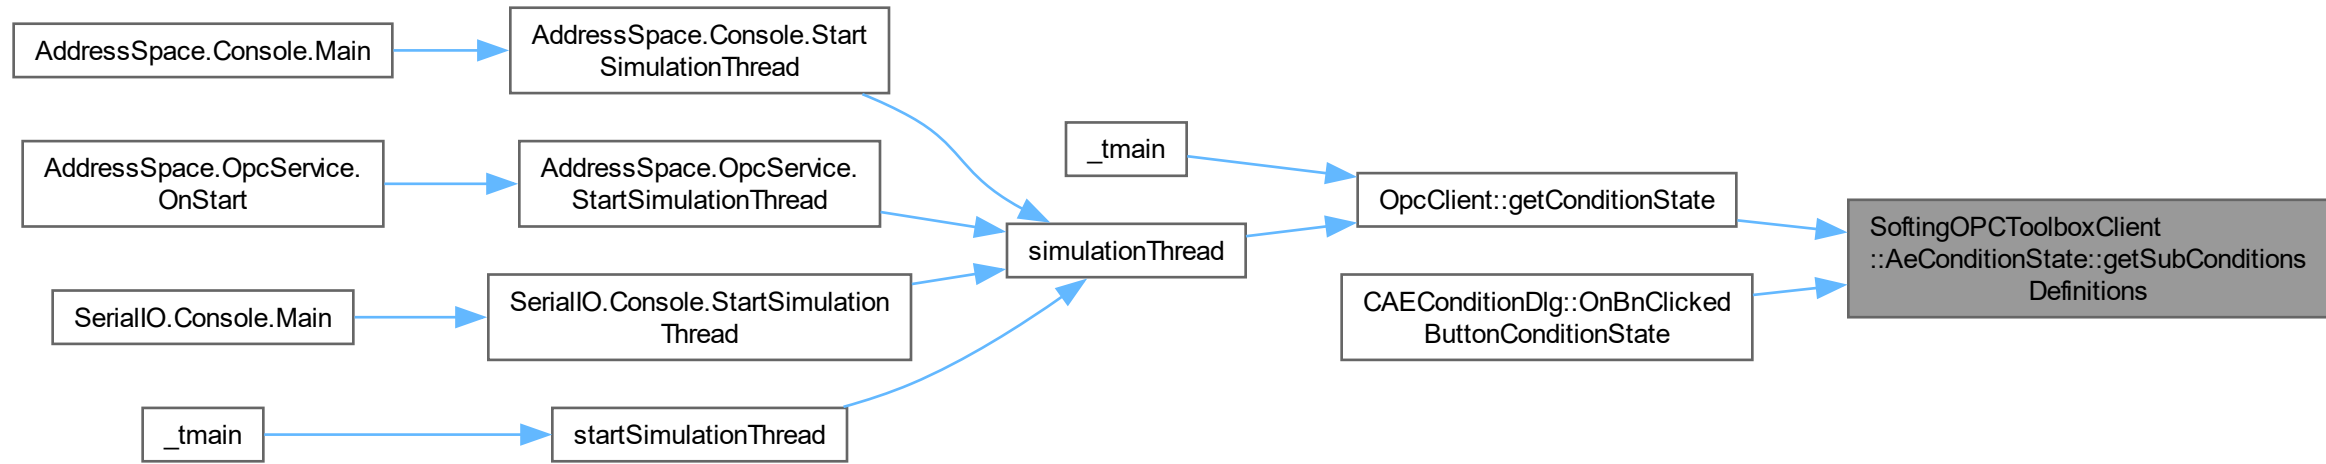 AddressSpace.Console.Main
AddressSpace.Console.Start
SimulationThread
AddressSpace.OpcService.
OnStart
AddressSpace.OpcService.
StartSimulationThread
SerialIO.Console.Main
SerialIO.Console.StartSimulation
Thread
_tmain
startSimulationThread
simulationThread
_tmain
OpcClient::getConditionState
CAEConditionDlg::OnBnClicked
ButtonConditionState
SoftingOPCToolboxClient
::AeConditionState::getSubConditions
Definitions